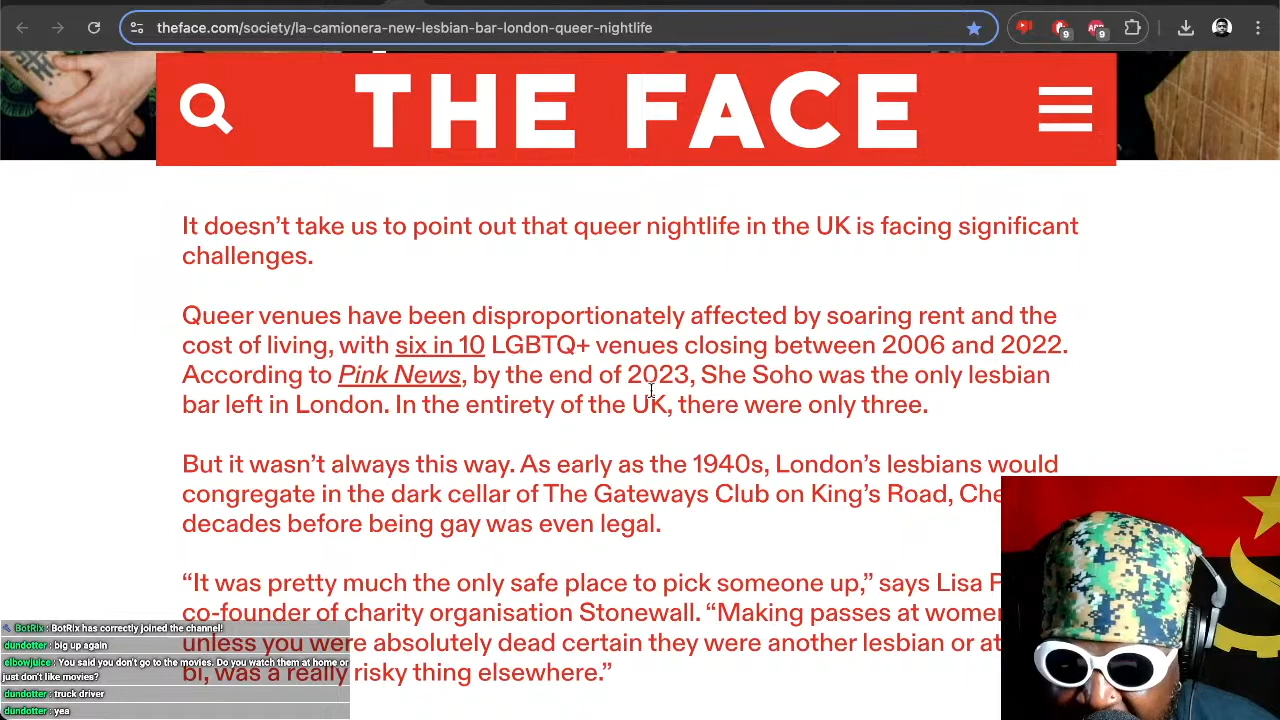 theface.com/society/la-camionera-new-lesbian-bar-london-queer-nightlife
9
9
THE FACE
It doesn’t take us to point out that queer nightlife in the UK is facing significant
challenges.
Queer venues have been disproportionately affected by soaring rent and the
cost of living, with six in 10 LGBTQ+ venues closing between 2006 and 2022.
According to Pink News, by the end of 2023, She Soho was the only lesbian
bar left in London. In the entirety of the UK, there were only three.
But it wasn’t always this way. As early as the 1940s, London’s lesbians would
congregate in the dark cellar of The Gateways Club on King’s Road, Che
decades before being gay was even legal.
“It was pretty much the only safe place to pick someone up,” says Lisa P
co-founder of charity organisation Stonewall. “Making passes at women
unless you were absolutely dead certain they were another lesbian or at
bi, was a really risky thing elsewhere.”
BotRix : BotRix has correctly joined the channel!
dundotter : big up again
elbowjuice : You said you don't go to the movies. Do you watch them at home or
just don't like movies?
dundotter : truck driver
dundotter : yea